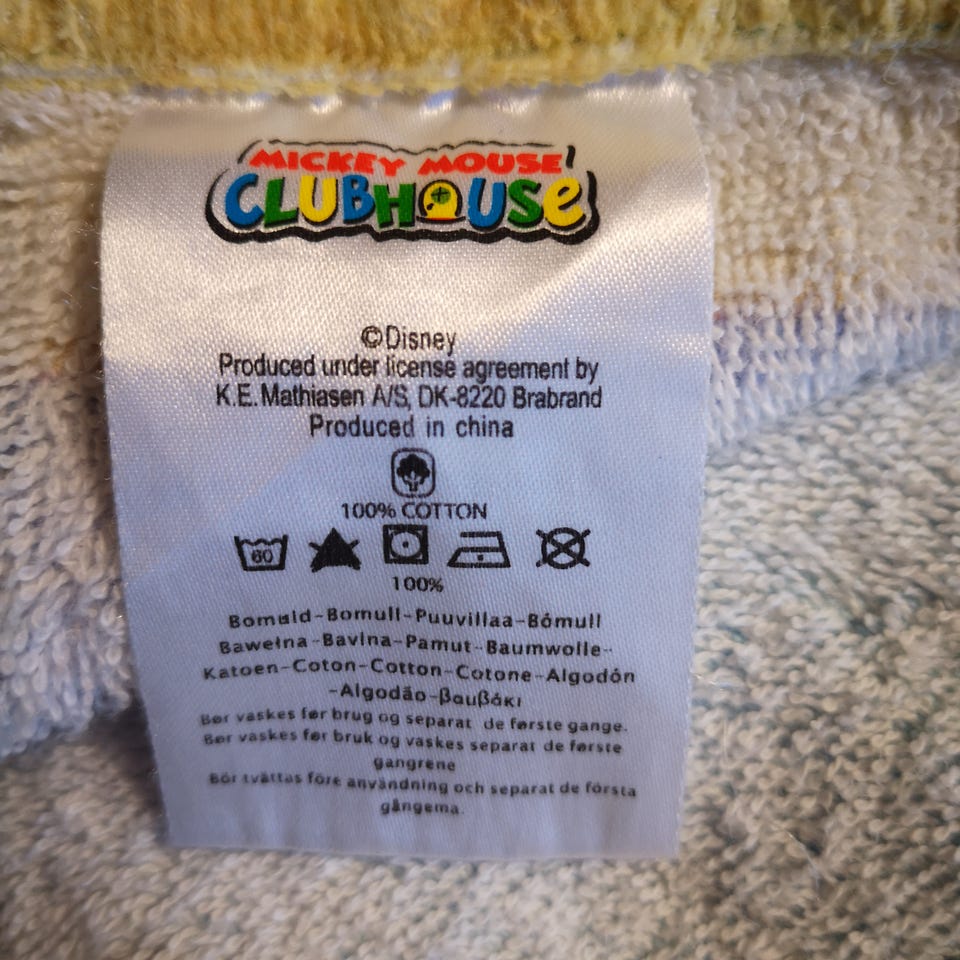 MICKEY MOUSE
CLUBHOUSE
©Disney
Produced under license agreement by
K.E. Mathiasen A/S, DK-8220 Brabrand
Produced in china
100% COTTON
60
100%
Bomuld-Bomull-Puuvillaa-Bómull
Bawełna-Bavlna-Pamut-Baumwolle-
Katoen-Coton-Cotton-Cotone-Algodón
-Algodão-βαυβάκι
Bør vaskes før brug og separat de første gange.
Bør vaskes før bruk og vaskes separat de første
gangrene
Bör tvättas före användning och separat de första
gångerna.